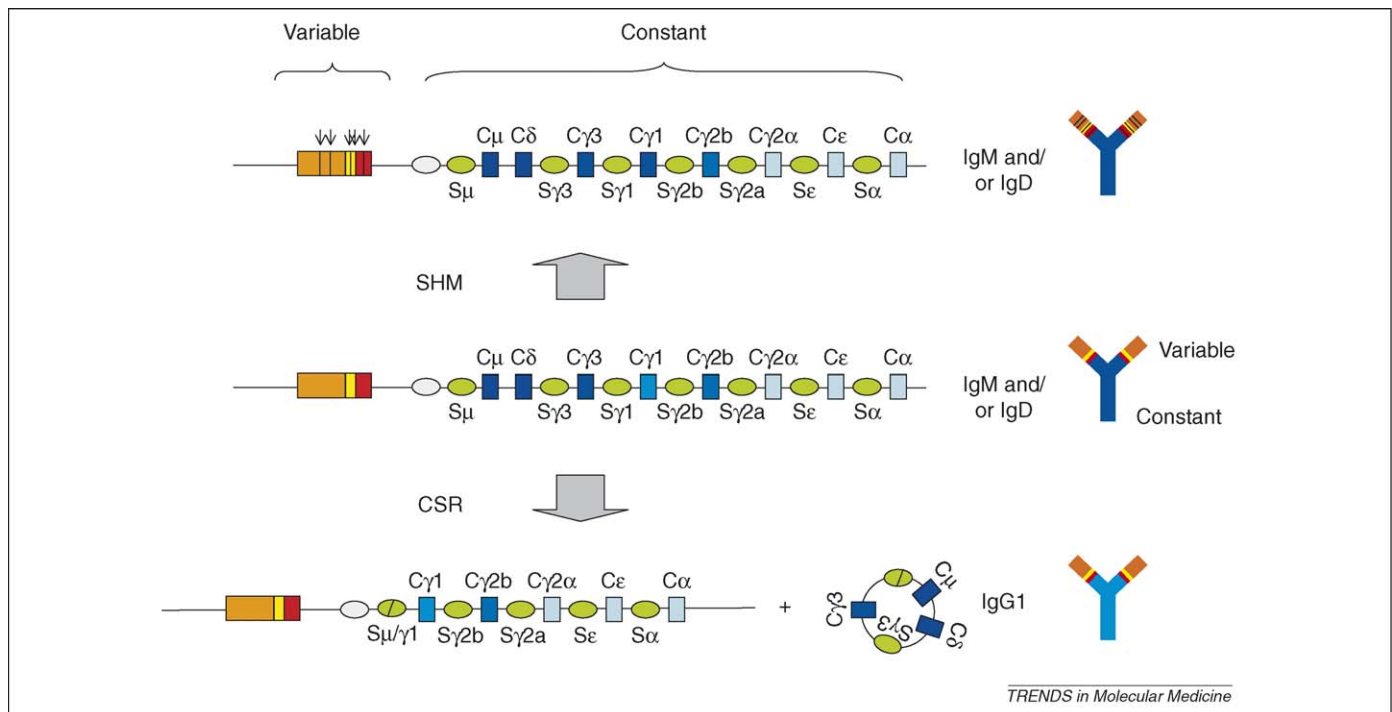 Variable Constant
Cμ Cδ Cγ3 Cγ1 Cγ2b Cγ2α Cε Cα
Sμ Sγ3 Sγ1 Sγ2b Sγ2a Sε Sα
IgM and/
or IgD
SHM
Cμ Cδ Cγ3 Cγ1 Cγ2b Cγ2α Cε Cα
Sμ Sγ3 Sγ1 Sγ2b Sγ2a Sε Sα
IgM and/
or IgD
Variable
Constant
CSR
Cγ1 Cγ2b Cγ2α Cε Cα
Sμ/γ1 Sγ2b Sγ2a Sε Sα
+
Cγ3 Sγ3 Cμ Cδ
IgG1
TRENDS in Molecular Medicine